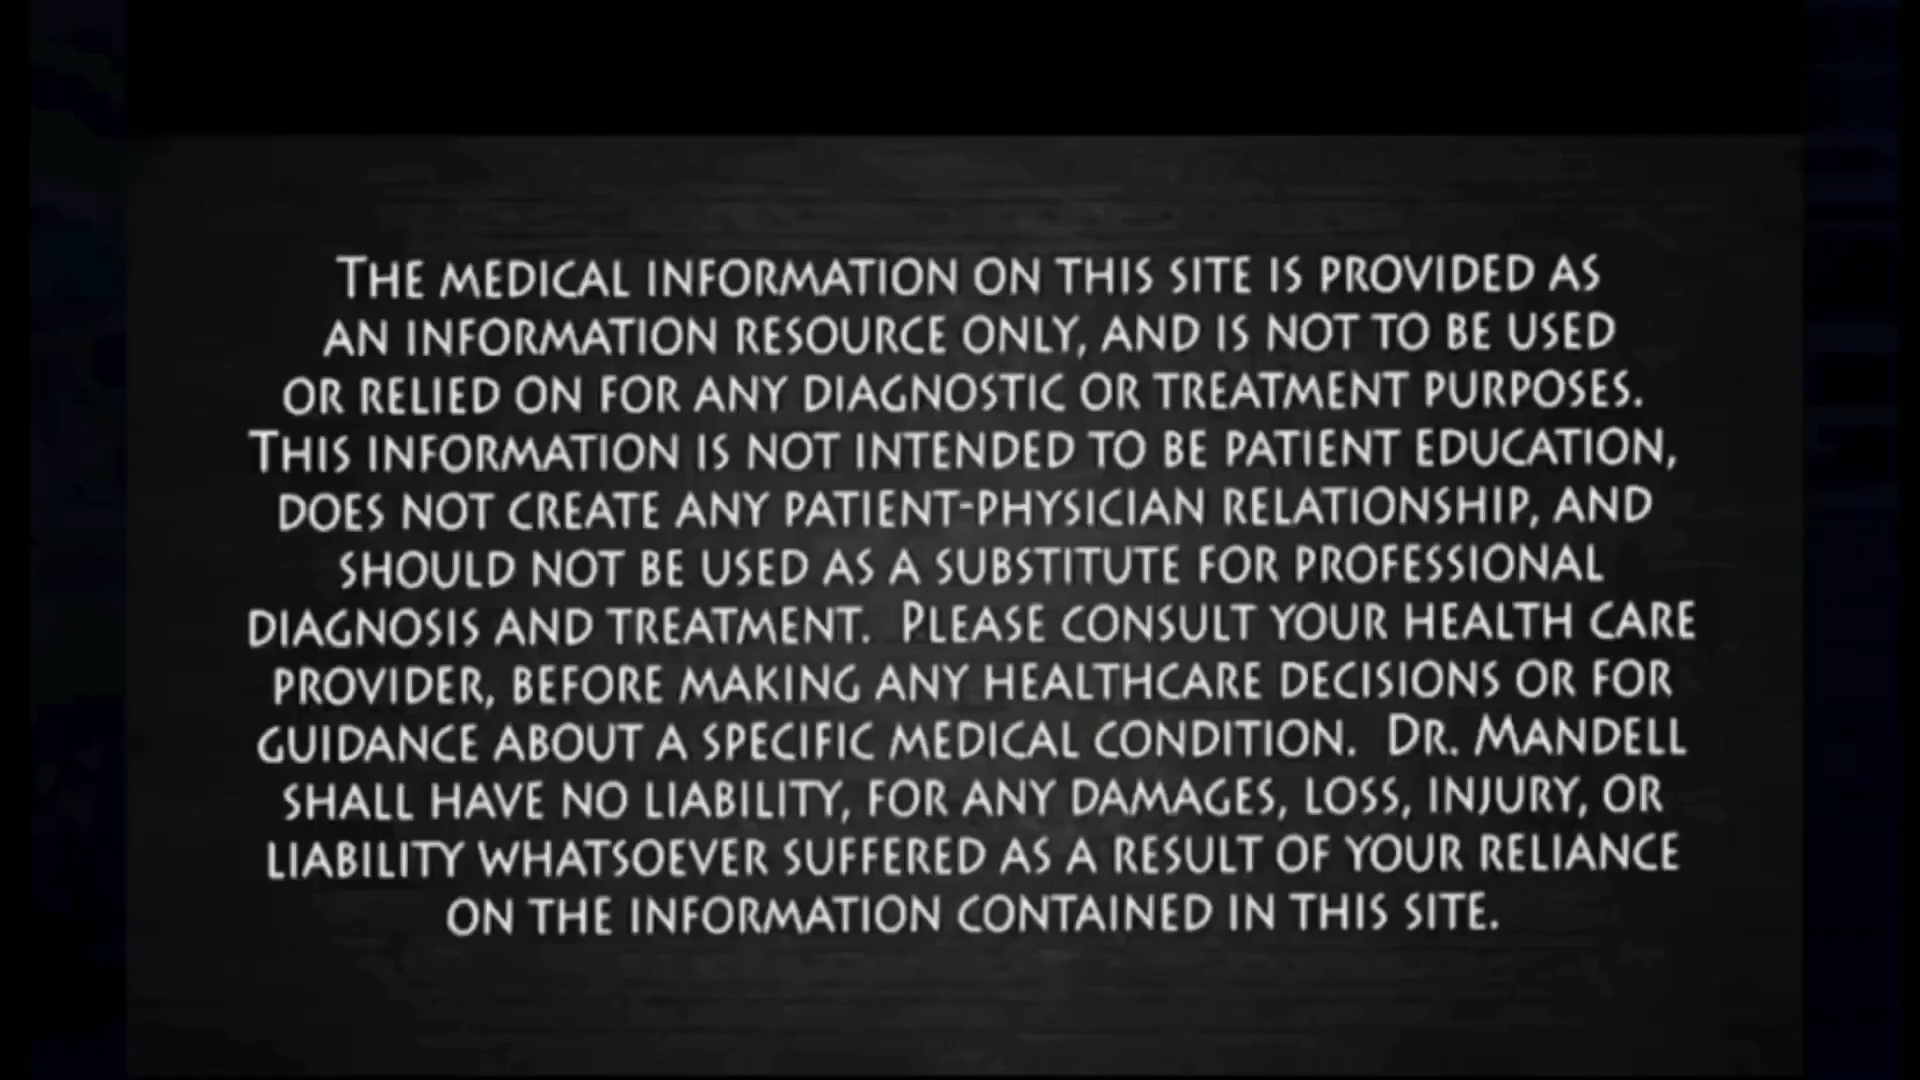 THE MEDICAL INFORMATION ON THIS SITE IS PROVIDED AS
AN INFORMATION RESOURCE ONLY, AND IS NOT TO BE USED
OR RELIED ON FOR ANY DIAGNOSTIC OR TREATMENT PURPOSES.
THIS INFORMATION IS NOT INTENDED TO BE PATIENT EDUCATION,
DOES NOT CREATE ANY PATIENT-PHYSICIAN RELATIONSHIP, AND
SHOULD NOT BE USED AS A SUBSTITUTE FOR PROFESSIONAL
DIAGNOSIS AND TREATMENT. PLEASE CONSULT YOUR HEALTH CARE
PROVIDER, BEFORE MAKING ANY HEALTHCARE DECISIONS OR FOR
GUIDANCE ABOUT A SPECIFIC MEDICAL CONDITION. DR. MANDELL
SHALL HAVE NO LIABILITY, FOR ANY DAMAGES, LOSS, INJURY, OR
LIABILITY WHATSOEVER SUFFERED AS A RESULT OF YOUR RELIANCE
ON THE INFORMATION CONTAINED IN THIS SITE.